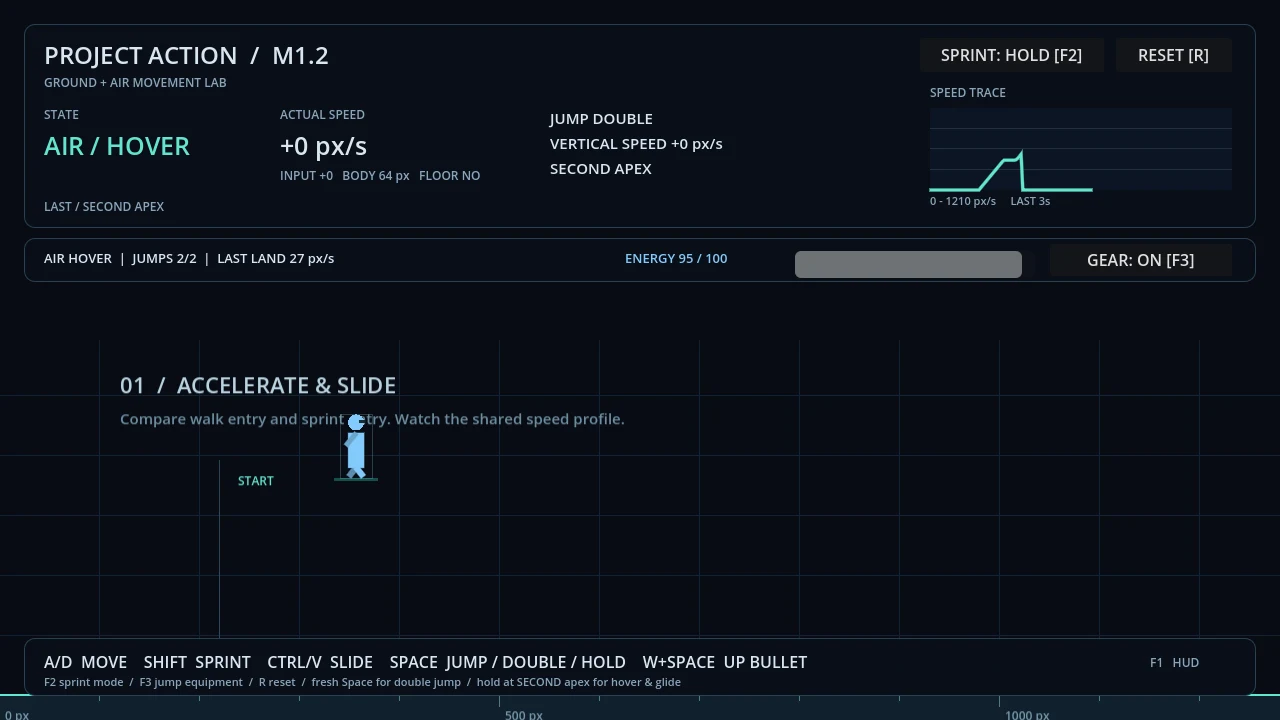 PROJECT ACTION / M1.2
SPRINT: HOLD [F2]
RESET [R]
GROUND + AIR MOVEMENT LAB
SPEED TRACE
STATE
ACTUAL SPEED
JUMP DOUBLE
AIR / HOVER
+0 px/s
VERTICAL SPEED +0 px/s
INPUT +0 BODY 64 px FLOOR NO
SECOND APEX
0 - 1210 px/s LAST 3s
LAST / SECOND APEX
AIR HOVER | JUMPS 2/2 | LAST LAND 27 px/s
ENERGY 95 / 100
GEAR: ON [F3]
01 / ACCELERATE & SLIDE
Compare walk entry and sprint entry. Watch the shared speed profile.
START
A/D MOVE SHIFT SPRINT CTRL/V SLIDE SPACE JUMP / DOUBLE / HOLD W+SPACE UP BULLET
F1 HUD
F2 sprint mode / F3 jump equipment / R reset / fresh Space for double jump / hold at SECOND apex for hover & glide
0 px
500 px
1000 px